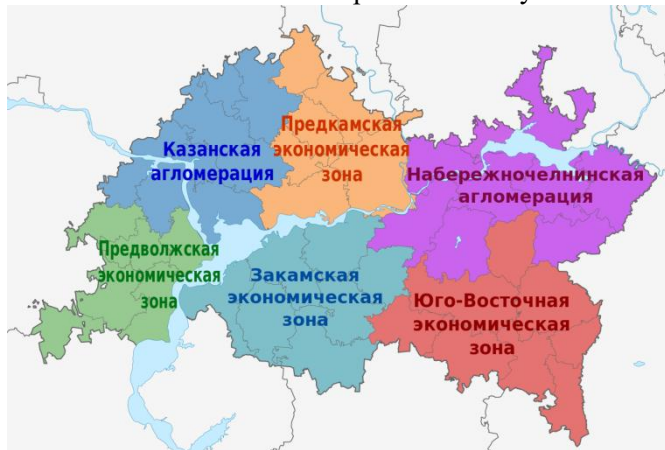 Предкамская
экономическая
зона
Казанская
агломерация
Набережночелнинская
агломерация
Предволжская
экономическая
зона
Закамская
экономическая
зона
Юго-Восточная
экономическая
зона